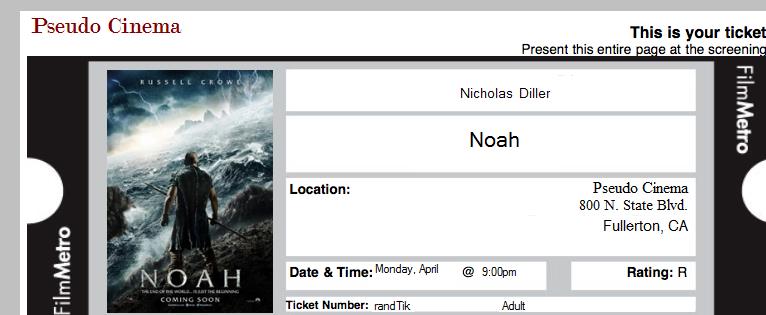 Pseudo Cinema
This is your ticket
Present this entire page at the screening
RUSSELL CROWE
NOAH
THE END OF THE WORLD... IS JUST THE BEGINNING
COMING SOON
Nicholas Diller
Noah
Location:
Pseudo Cinema
800 N. State Blvd.
Fullerton, CA
Date & Time: Monday, April @ 9:00pm
Rating: R
Ticket Number: randTik Adult
FilmMetro
FilmMetro